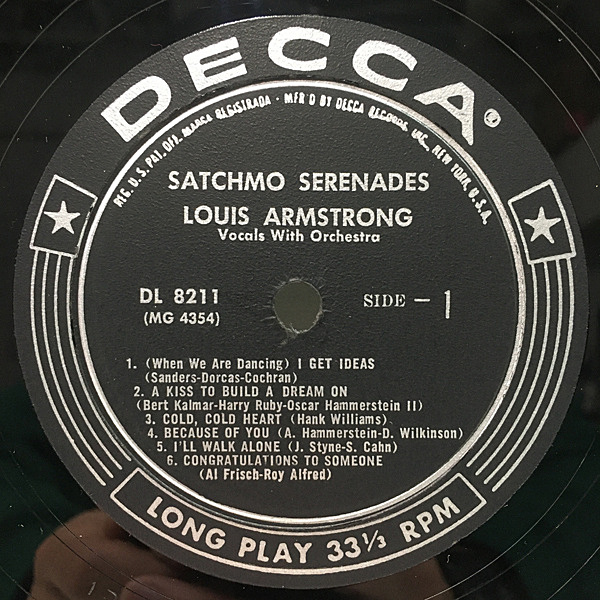 DECCA®
REG. U.S. PAT. OFF. MARCA REGISTRADA · MFR'D BY DECCA RECORDS, INC., NEW YORK, U.S.A.
SATCHMO SERENADES
LOUIS ARMSTRONG
Vocals With Orchestra
DL 8211
(MG 4354)
SIDE - 1
1. (When We Are Dancing) I GET IDEAS
(Sanders-Dorcas-Cochran)
2. A KISS TO BUILD A DREAM ON
(Bert Kalmar-Harry Ruby-Oscar Hammerstein II)
3. COLD, COLD HEART (Hank Williams)
4. BECAUSE OF YOU (A. Hammerstein-D. Wilkinson)
5. I'LL WALK ALONE (J. Styne-S. Cahn)
6. CONGRATULATIONS TO SOMEONE
(Al Frisch-Roy Alfred)
LONG PLAY 33⅓ RPM